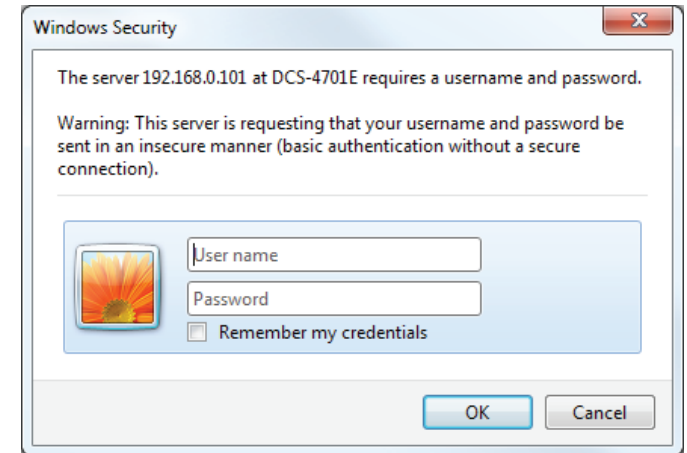 Windows Security
The server 192.168.0.101 at DCS-4701E requires a username and password.
Warning: This server is requesting that your username and password be
sent in an insecure manner (basic authentication without a secure
connection).
User name
Password
Remember my credentials
OK Cancel